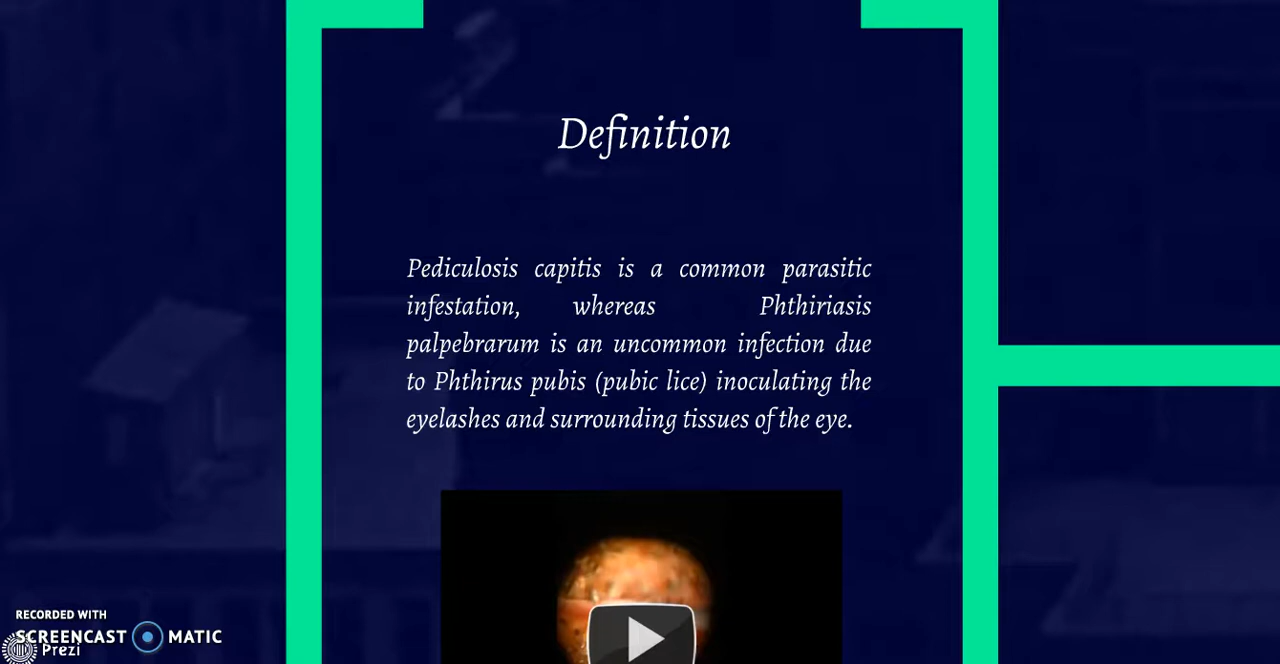 Definition
Pediculosis capitis is a common parasitic
infestation, whereas Phthiriasis
palpebrarum is an uncommon infection due
to Phthirus pubis (pubic lice) inoculating the
eyelashes and surrounding tissues of the eye.
RECORDED WITH
SCREENCAST MATIC
Prezi